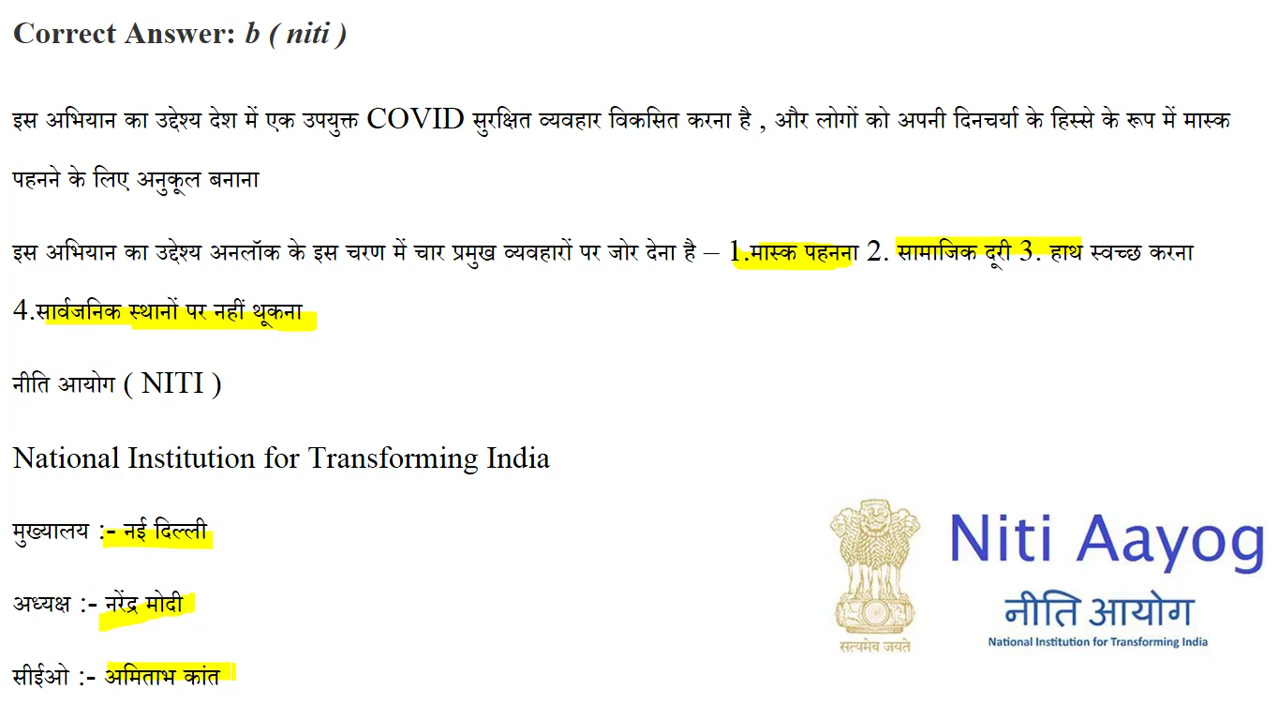 Correct Answer: b ( niti )
इस अभियान का उद्देश्य देश में एक उपयुक्त COVID सुरक्षित व्यवहार विकसित करना है , और लोगों को अपनी दिनचर्या के हिस्से के रूप में मास्क
पहनने के लिए अनुकूल बनाना
इस अभियान का उद्देश्य अनलॉक के इस चरण में चार प्रमुख व्यवहारों पर जोर देना है – 1.मास्क पहनना 2. सामाजिक दूरी 3. हाथ स्वच्छ करना
4.सार्वजनिक स्थानों पर नहीं थूकना
नीति आयोग ( NITI )
National Institution for Transforming India
मुख्यालय :- नई दिल्ली
अध्यक्ष :- नरेंद्र मोदी
सीईओ :- अमिताभ कांत
Niti Aayog
नीति आयोग
National Institution for Transforming India
सत्यमेव जयते